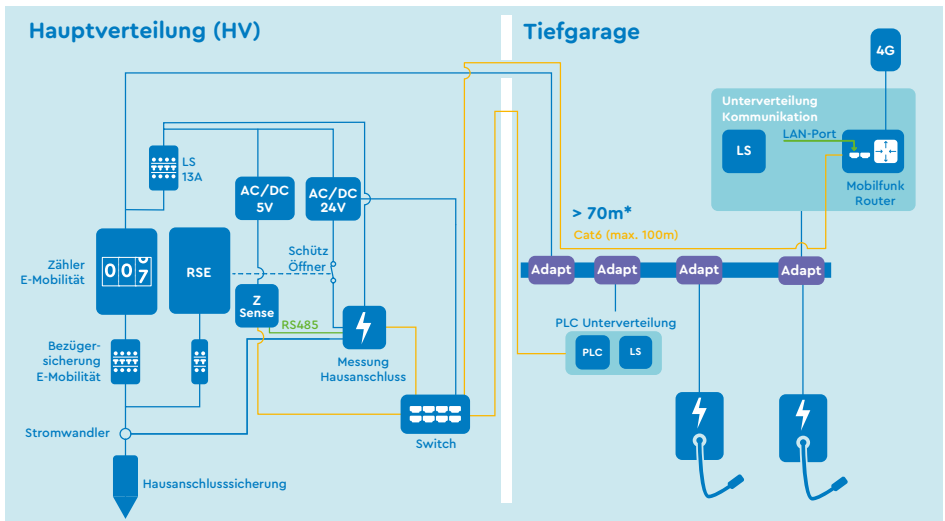 Hauptverteilung (HV)
Tiefgarage
4G
Unterverteilung
Kommunikation
LAN-Port
LS
Mobilfunk
Router
LS
13A
AC/DC
5V
AC/DC
24V
> 70m*
Cat6 (max. 100m)
Schütz
Öffner
Zähler
E-Mobilität
007
RSE
Adapt
Adapt
Adapt
Adapt
Z
Sense
RS485
PLC Unterverteilung
PLC
LS
Bezüger-
sicherung
E-Mobilität
Messung
Hausanschluss
Stromwandler
Switch
Hausanschlusssicherung